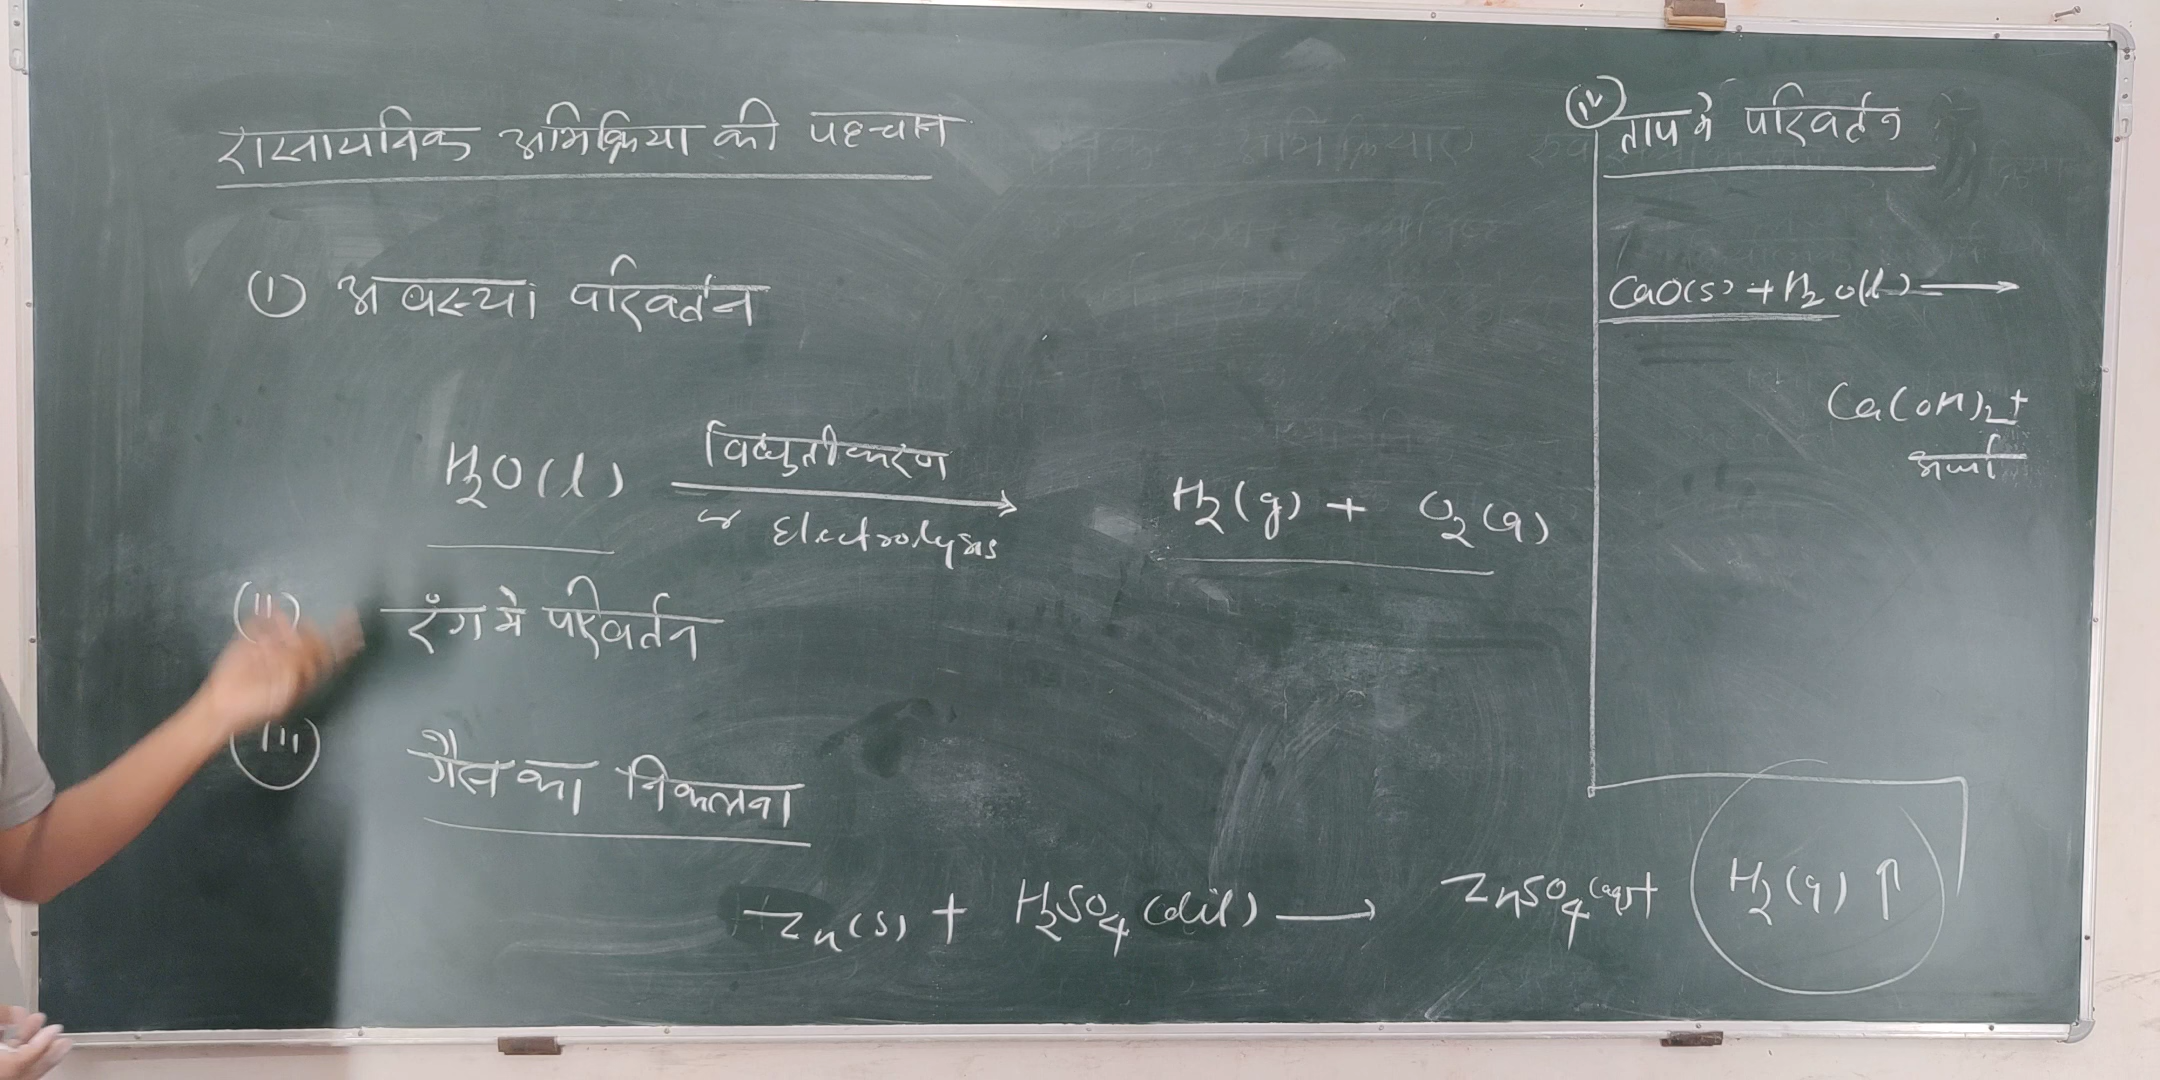 रासायनिक अभिक्रिया की पहचान
(i) अवस्था परिवर्तन
H2O(l) विद्युतीकरण → H2(g) + O2(g)
or Electrolysis
(ii) रंग मे परिवर्तन
(iii) गैस का निकलना
Zn(s) + H2SO4 (dil) → ZnSO4(aq) + H2(g) ↑
(iv) ताप मे परिवर्तन
CaO(s) + H2O(l) →
Ca(OH)2 +